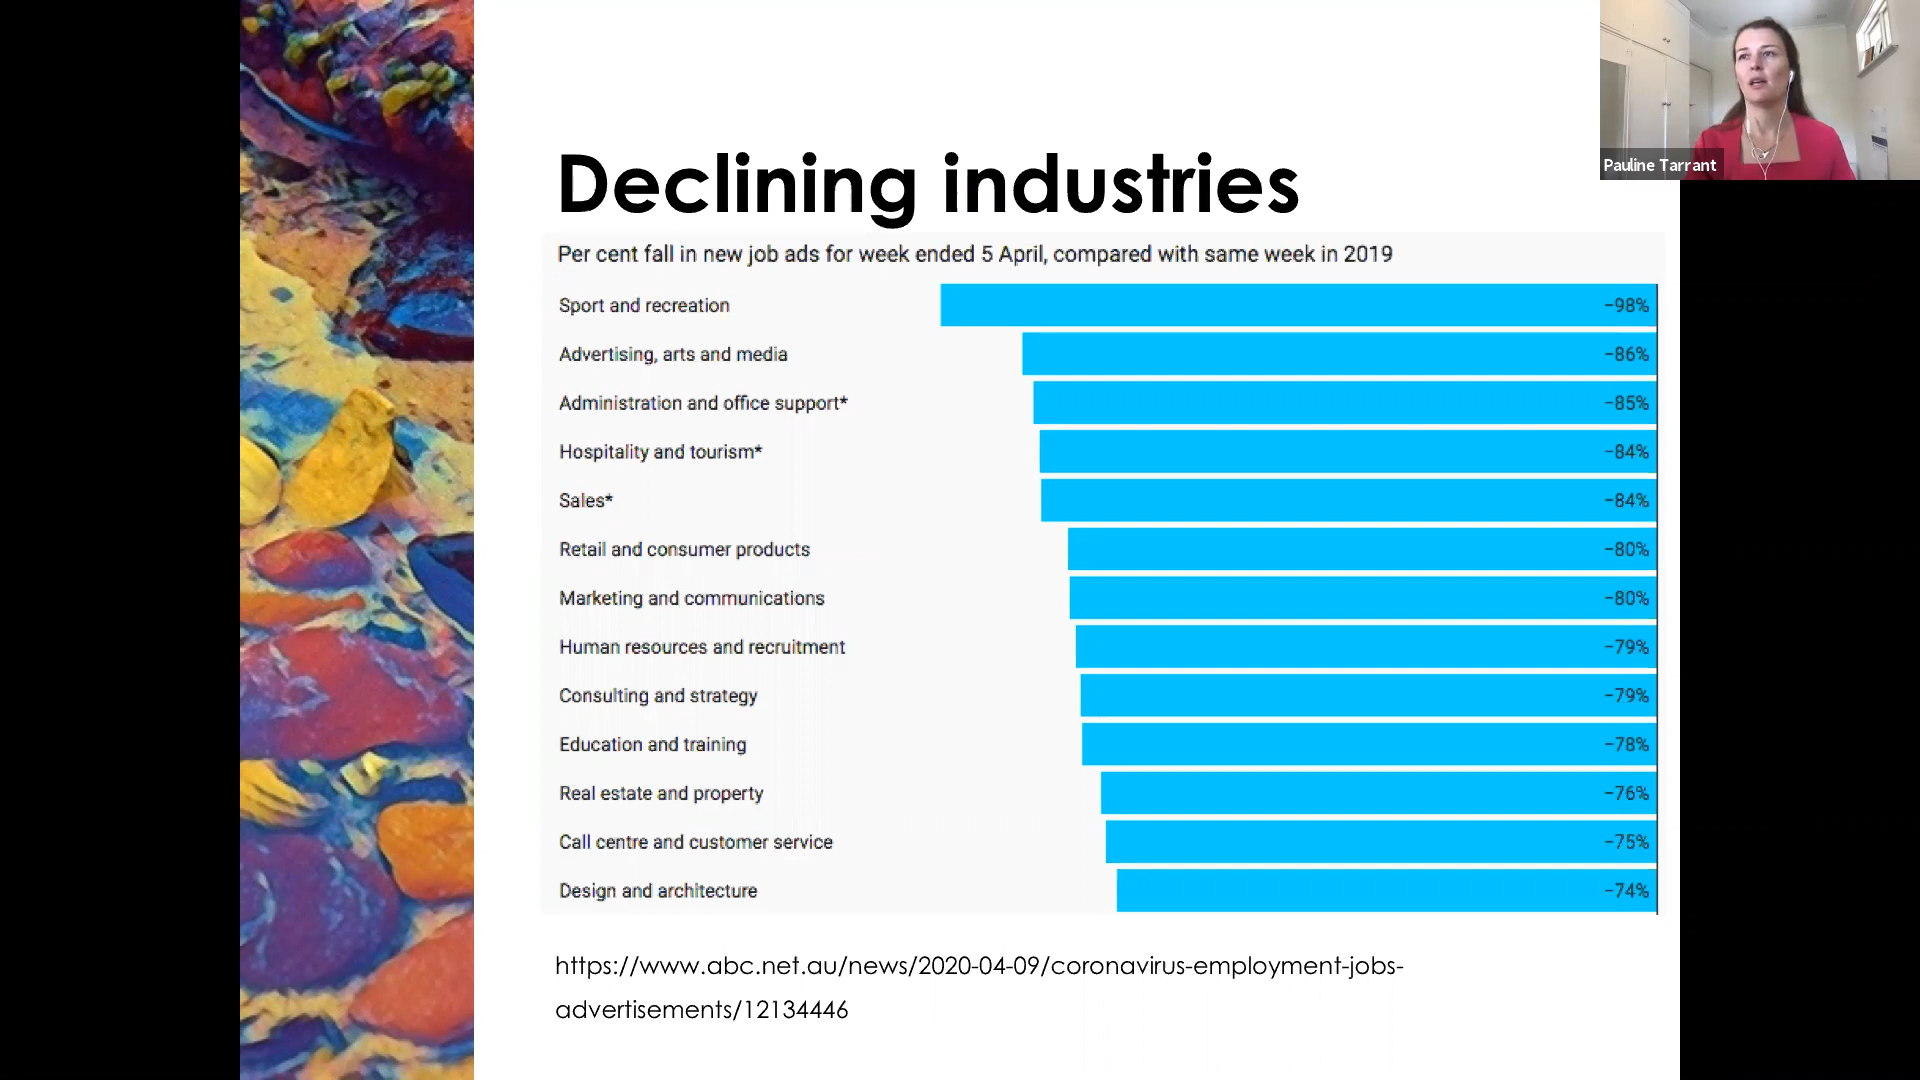 Declining industries
Pauline Tarrant
Per cent fall in new job ads for week ended 5 April, compared with same week in 2019
Sport and recreation −98%
Advertising, arts and media −86%
Administration and office support* −85%
Hospitality and tourism* −84%
Sales* −84%
Retail and consumer products −80%
Marketing and communications −80%
Human resources and recruitment −79%
Consulting and strategy −79%
Education and training −78%
Real estate and property −76%
Call centre and customer service −75%
Design and architecture −74%
https://www.abc.net.au/news/2020-04-09/coronavirus-employment-jobs-
advertisements/12134446